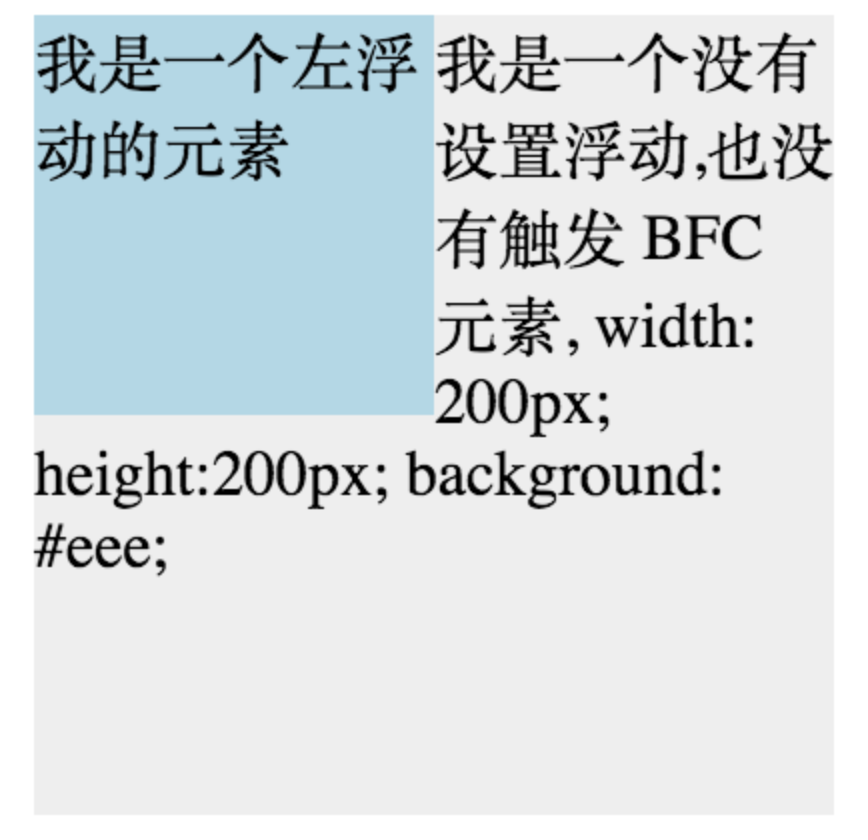 我是一个左浮
动的元素
我是一个没有
设置浮动,也没
有触发 BFC
元素, width:
200px;
height:200px; background:
#eee;